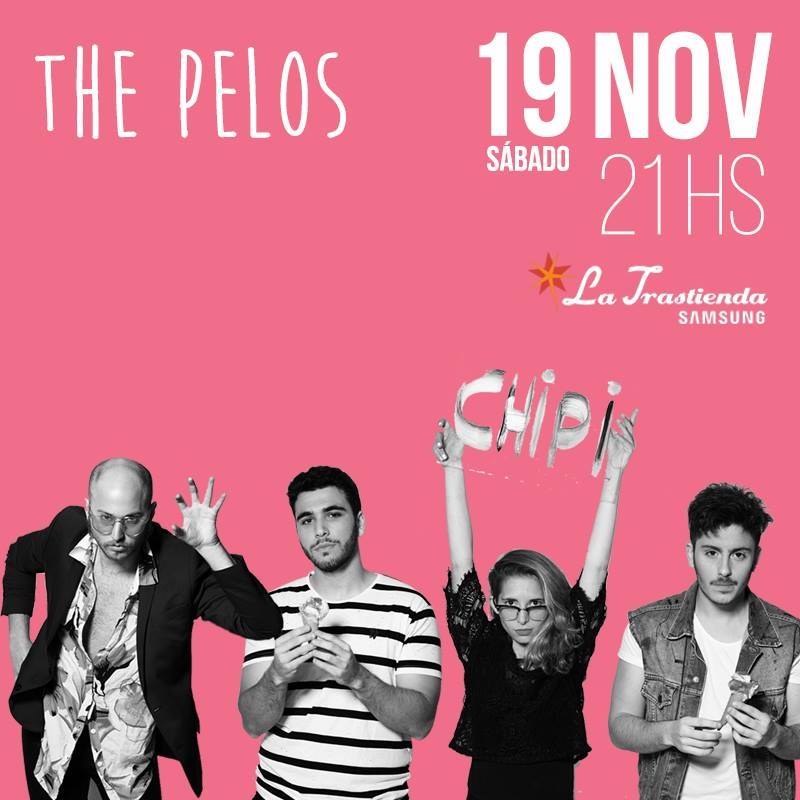 THE PELOS
19 NOV
SÁBADO
21HS
La Trastienda
SAMSUNG
CHIPI